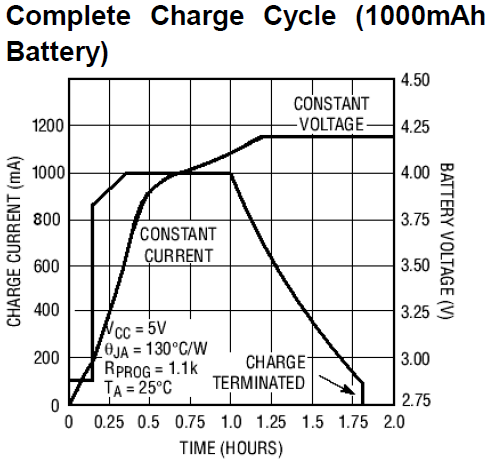 Complete Charge Cycle (1000mAh
Battery)
4.50
CONSTANT
VOLTAGE
1200
4.25
1000
4.00
CHARGE CURRENT (mA)
BATTERY VOLTAGE (V)
800
3.75
CONSTANT
CURRENT
600
3.50
400
3.25
VCC = 5V
θJA = 130°C/W
RPROG = 1.1k
TA = 25°C
200
CHARGE
TERMINATED
3.00
0
2.75
0 0.25 0.5 0.75 1.0 1.25 1.5 1.75 2.0
TIME (HOURS)